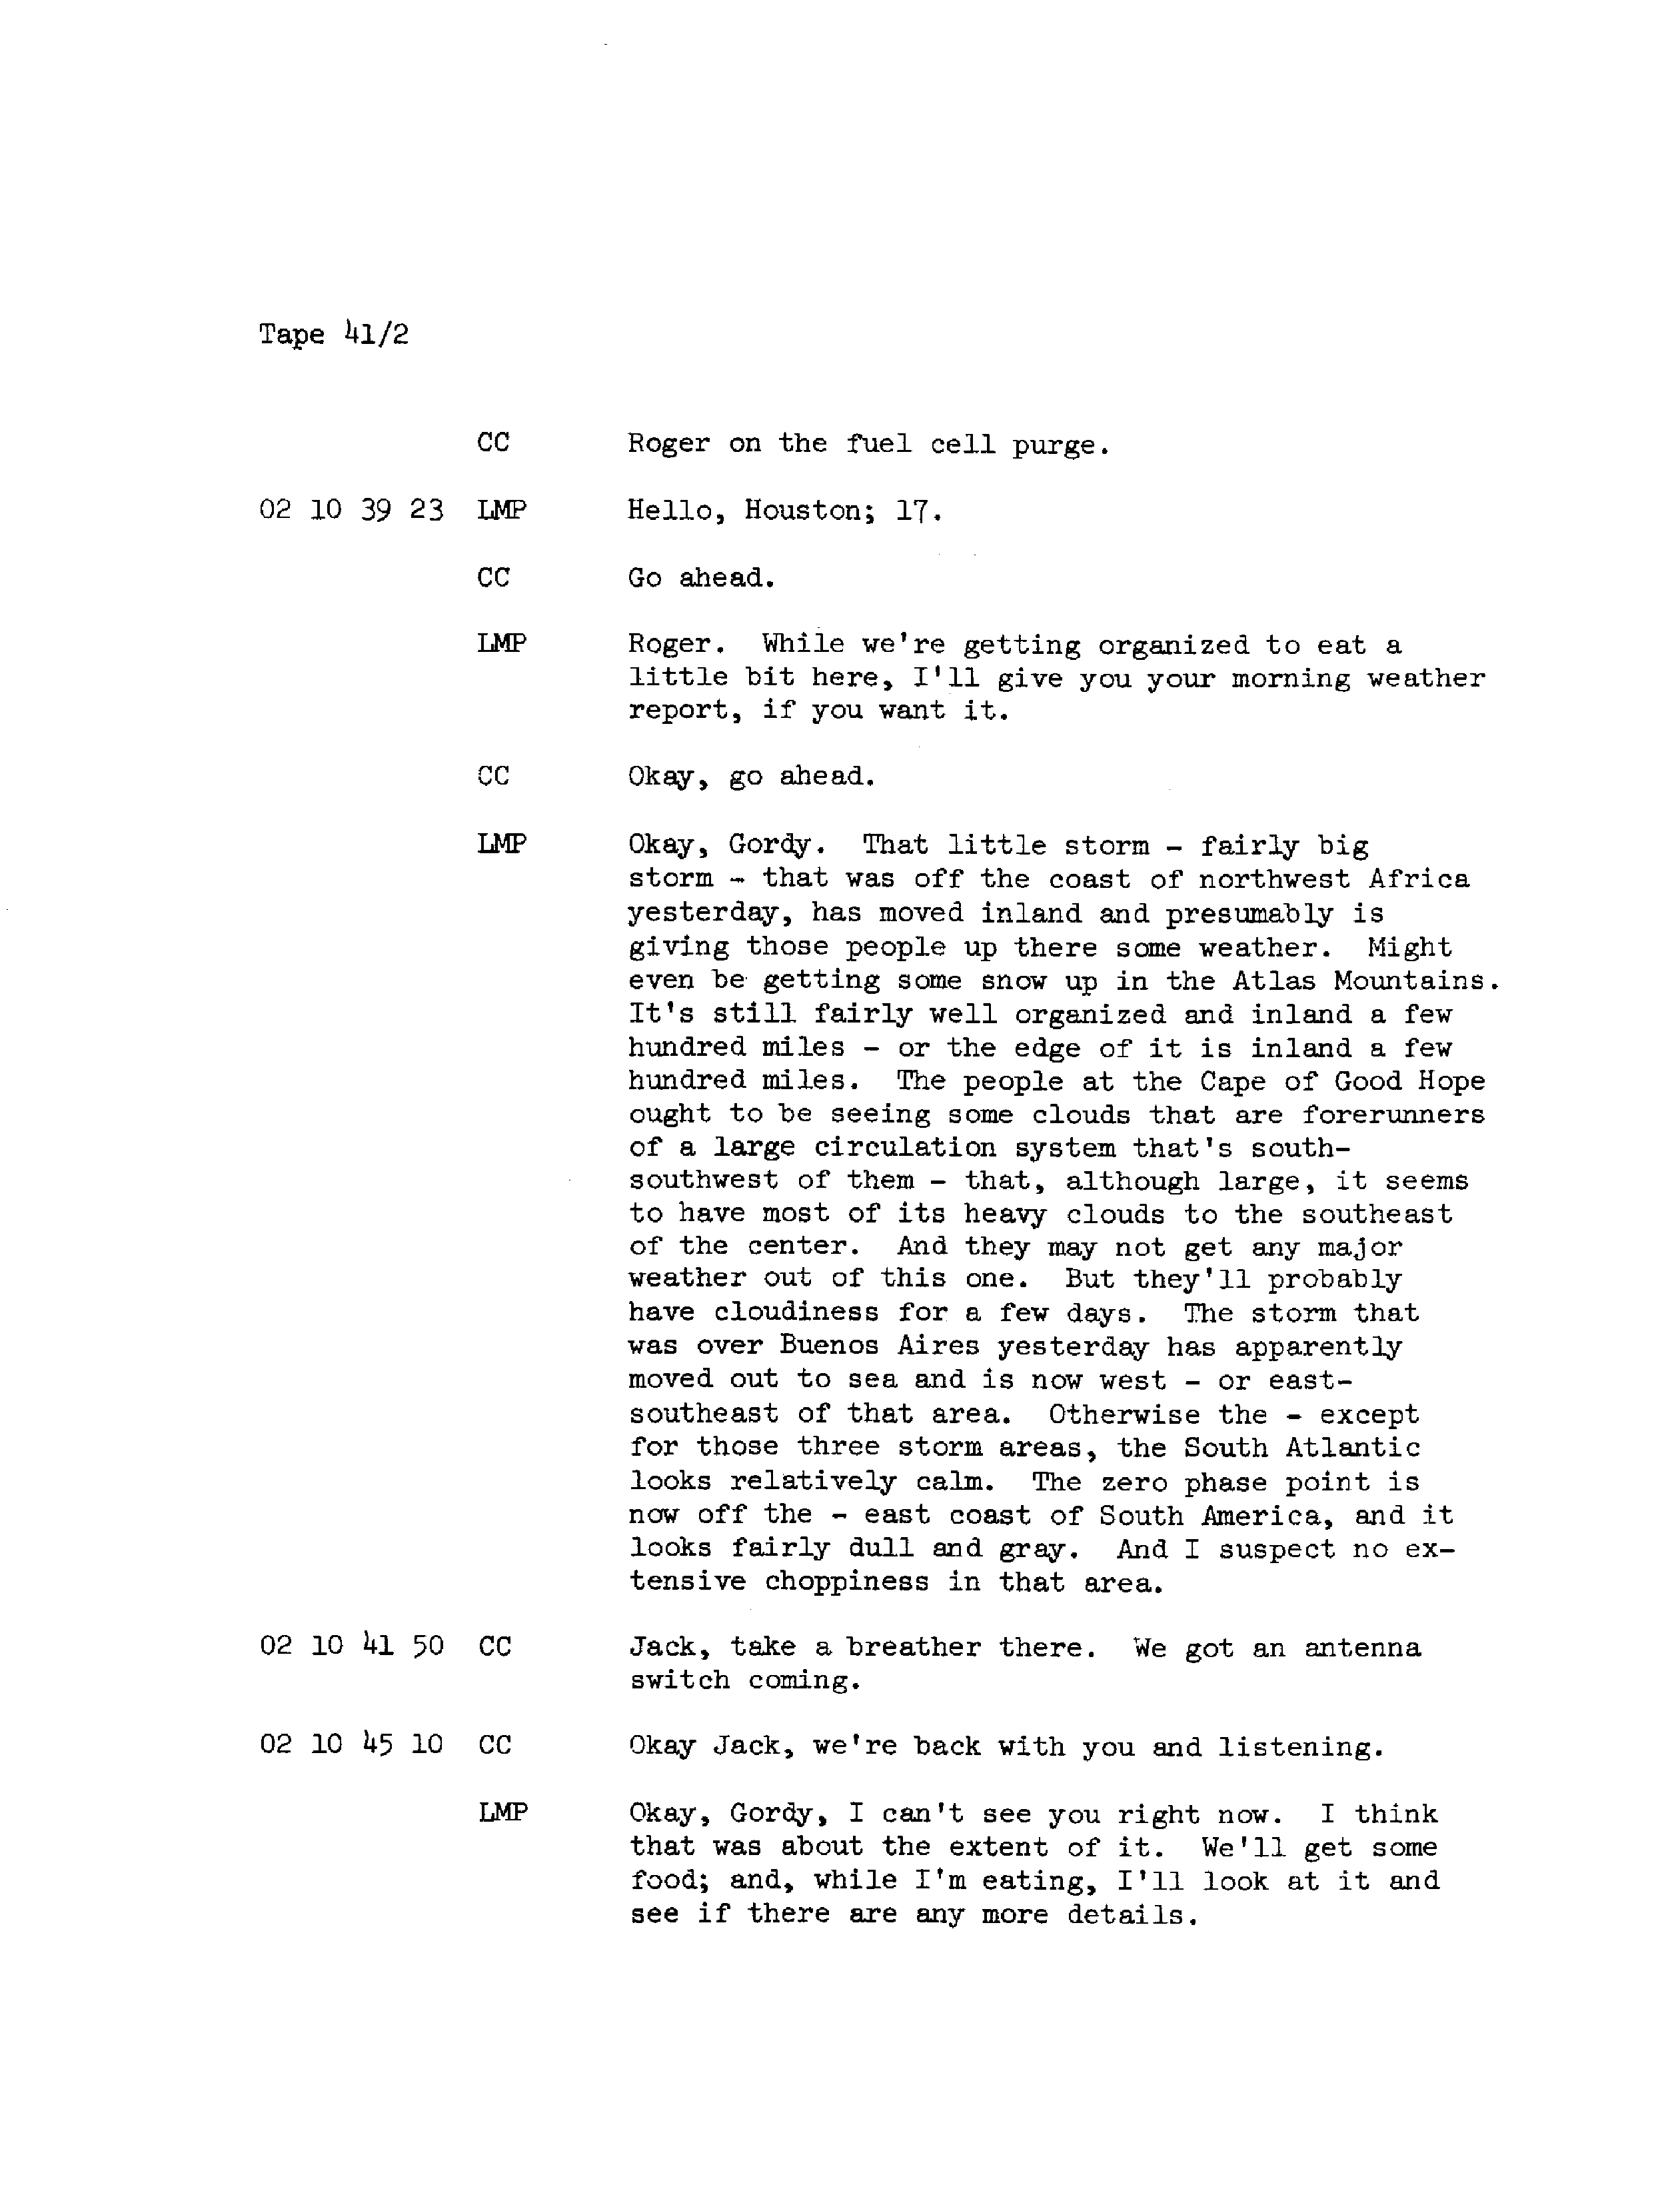 Tape 41/2
CC Roger on the fuel cell purge.
02 10 39 23 LMP Hello, Houston; 17.
CC Go ahead.
LMP Roger. While we're getting organized to eat a
little bit here, I'll give you your morning weather
report, if you want it.
CC Okay, go ahead.
LMP Okay, Gordy. That little storm - fairly big
storm - that was off the coast of northwest Africa
yesterday, has moved inland and presumably is
giving those people up there some weather. Might
even be getting some snow up in the Atlas Mountains.
It's still fairly well organized and inland a few
hundred miles - or the edge of it is inland a few
hundred miles. The people at the Cape of Good Hope
ought to be seeing some clouds that are forerunners
of a large circulation system that's south-
southwest of them - that, although large, it seems
to have most of its heavy clouds to the southeast
of the center. And they may not get any major
weather out of this one. But they'll probably
have cloudiness for a few days. The storm that
was over Buenos Aires yesterday has apparently
moved out to sea and is now west - or east-
southeast of that area. Otherwise the - except
for those three storm areas, the South Atlantic
looks relatively calm. The zero phase point is
now off the - east coast of South America, and it
looks fairly dull and gray. And I suspect no ex-
tensive choppiness in that area.
02 10 41 50 CC Jack, take a breather there. We got an antenna
switch coming.
02 10 45 10 CC Okay Jack, we're back with you and listening.
LMP Okay, Gordy, I can't see you right now. I think
that was about the extent of it. We'll get some
food; and, while I'm eating, I'll look at it and
see if there are any more details.